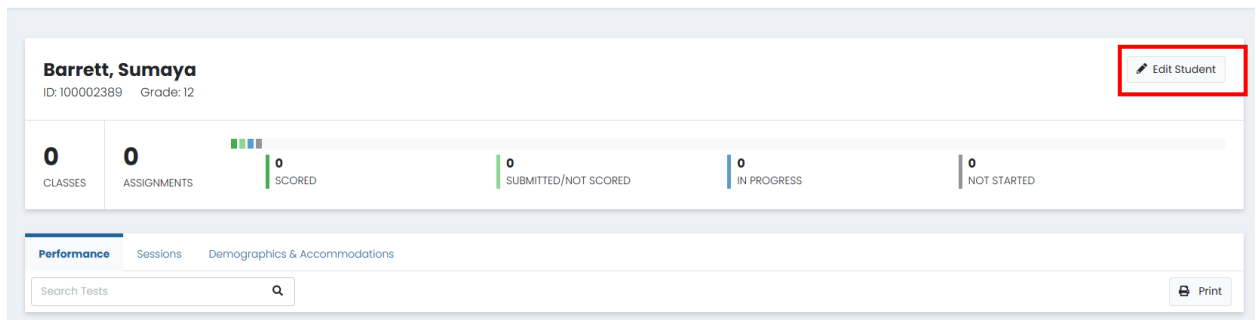 Barrett, Sumaya
Edit Student
ID: 100002389 Grade: 12
0 CLASSES
0 ASSIGNMENTS
0 SCORED
0 SUBMITTED/NOT SCORED
0 IN PROGRESS
0 NOT STARTED
Performance Sessions Demographics & Accommodations
Search Tests Print